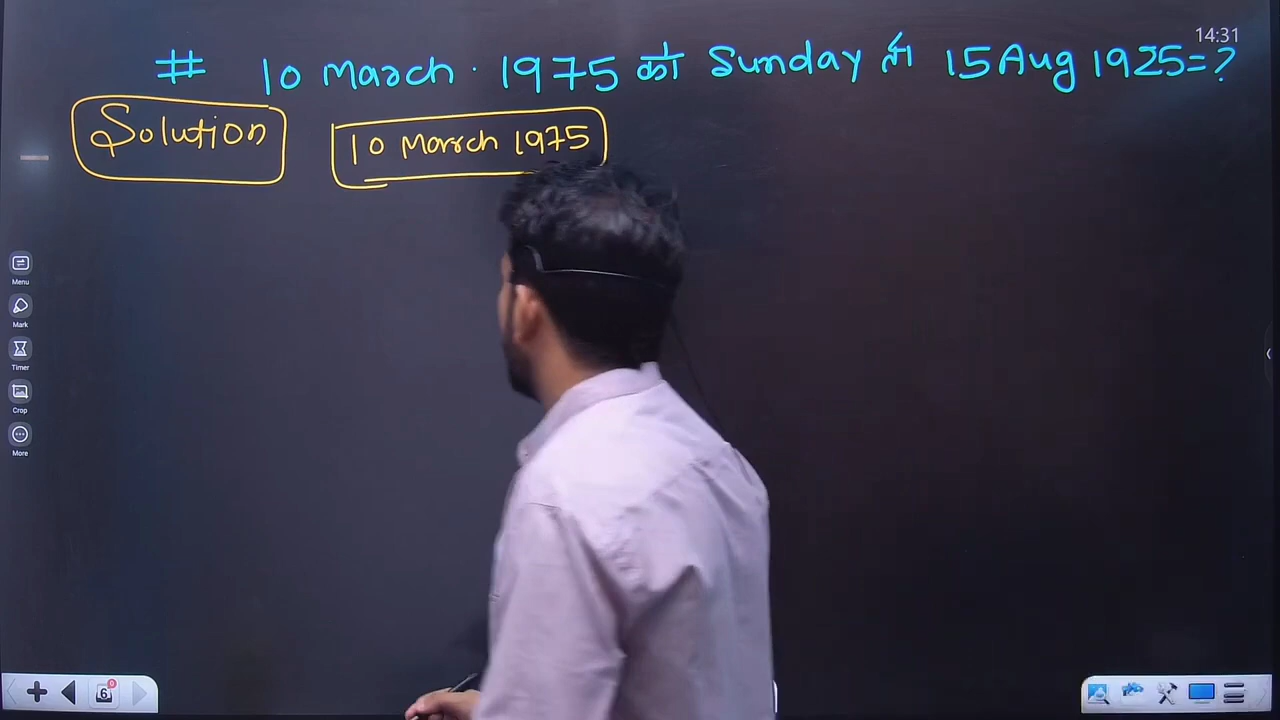 14:31
# 10 March. 1975 को Sunday तो 15 Aug 1925=?
Solution
10 March 1975
Menu
Mark
Timer
Crop
More
6